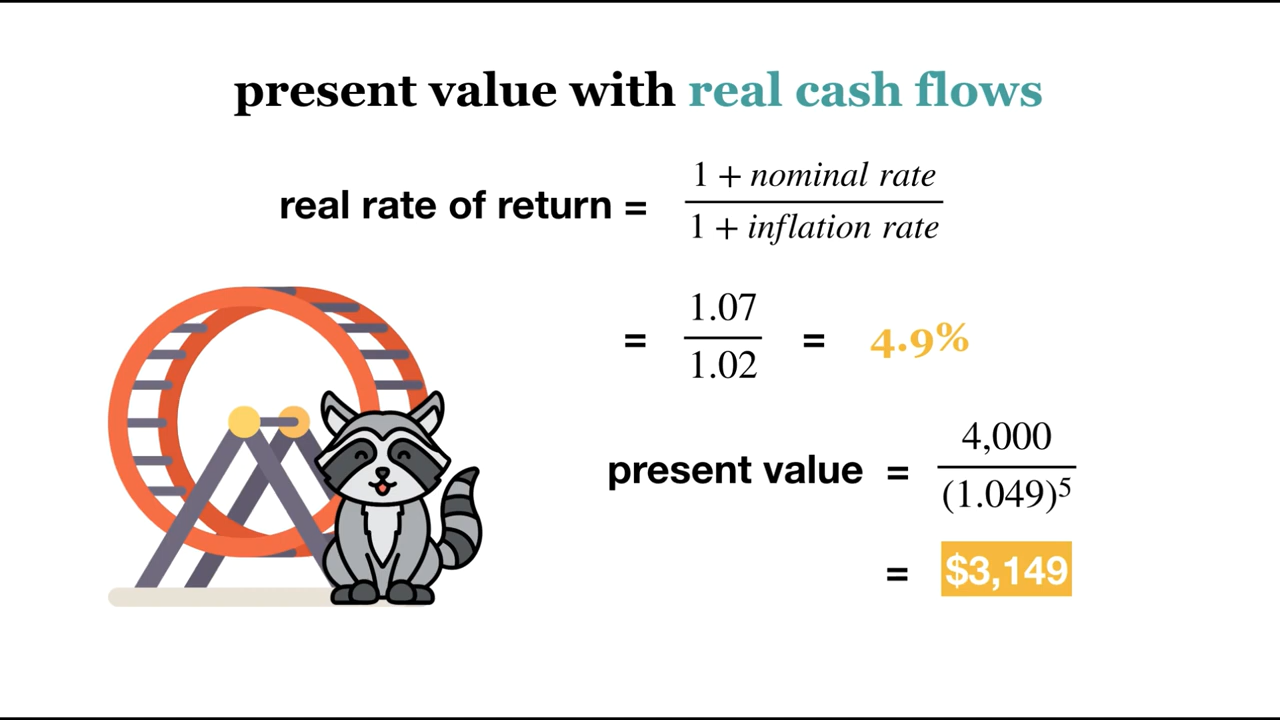 present value with real cash flows
real rate of return = 1 + nominal rate / 1 + inflation rate
= 1.07 / 1.02 = 4.9%
present value = 4,000 / (1.049)⁵
= $3,149